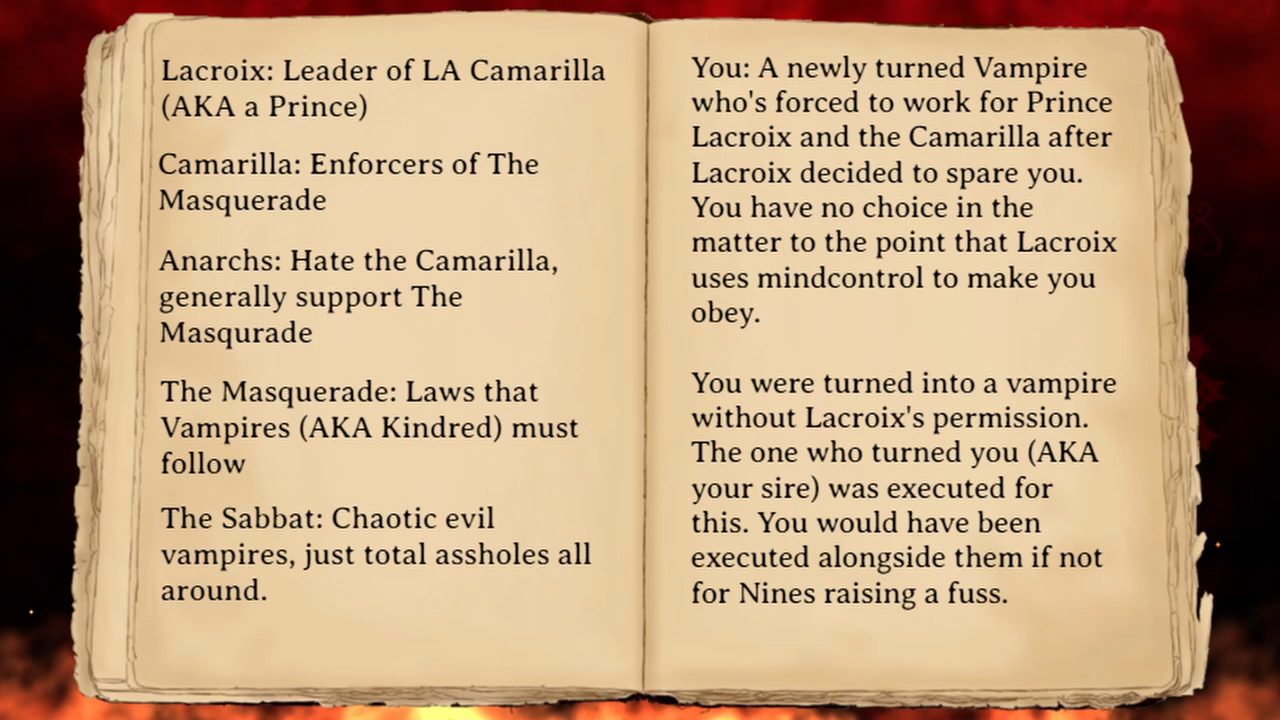 Lacroix: Leader of LA Camarilla
(AKA a Prince)
Camarilla: Enforcers of The
Masquerade
Anarchs: Hate the Camarilla,
generally support The
Masqurade
The Masquerade: Laws that
Vampires (AKA Kindred) must
follow
The Sabbat: Chaotic evil
vampires, just total assholes all
around.
You: A newly turned Vampire
who's forced to work for Prince
Lacroix and the Camarilla after
Lacroix decided to spare you.
You have no choice in the
matter to the point that Lacroix
uses mindcontrol to make you
obey.
You were turned into a vampire
without Lacroix's permission.
The one who turned you (AKA
your sire) was executed for
this. You would have been
executed alongside them if not
for Nines raising a fuss.